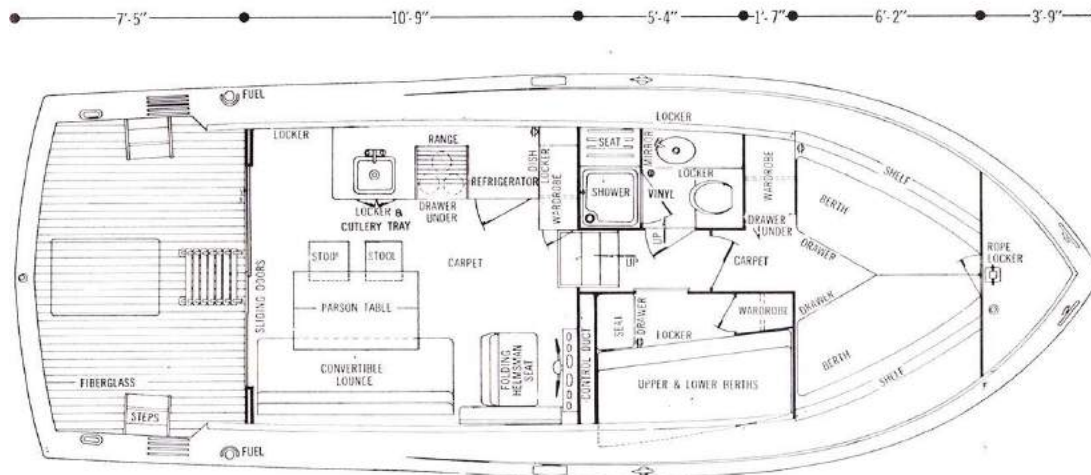 7'-5" 10'-9" 5'-4" 1'-7" 6'-2" 3'-9"
FUEL
LOCKER
LOCKER
RANGE
DISH
LOCKER
WARDROBE
SEAT
MIRROR
LOCKER
WARDROBE
SHELF
REFRIGERATOR
SHOWER
VINYL
BERTH
LOCKER &
CUTLERY TRAY
DRAWER
UNDER
UP
DRAWER
UNDER
DRAWER
ROPE
LOCKER
STOOL
STOOL
CARPET
UP
CARPET
SLIDING DOORS
PARSON TABLE
SEAT
DRAWER
WARDROBE
DRAWER
LOCKER
CONVERTIBLE
LOUNCE
FOLDING
HELMSMAN
SEAT
CONTROL DUCT
UPPER & LOWER BERTHS
BERTH
SHELF
FIBERGLASS
STEPS
FUEL